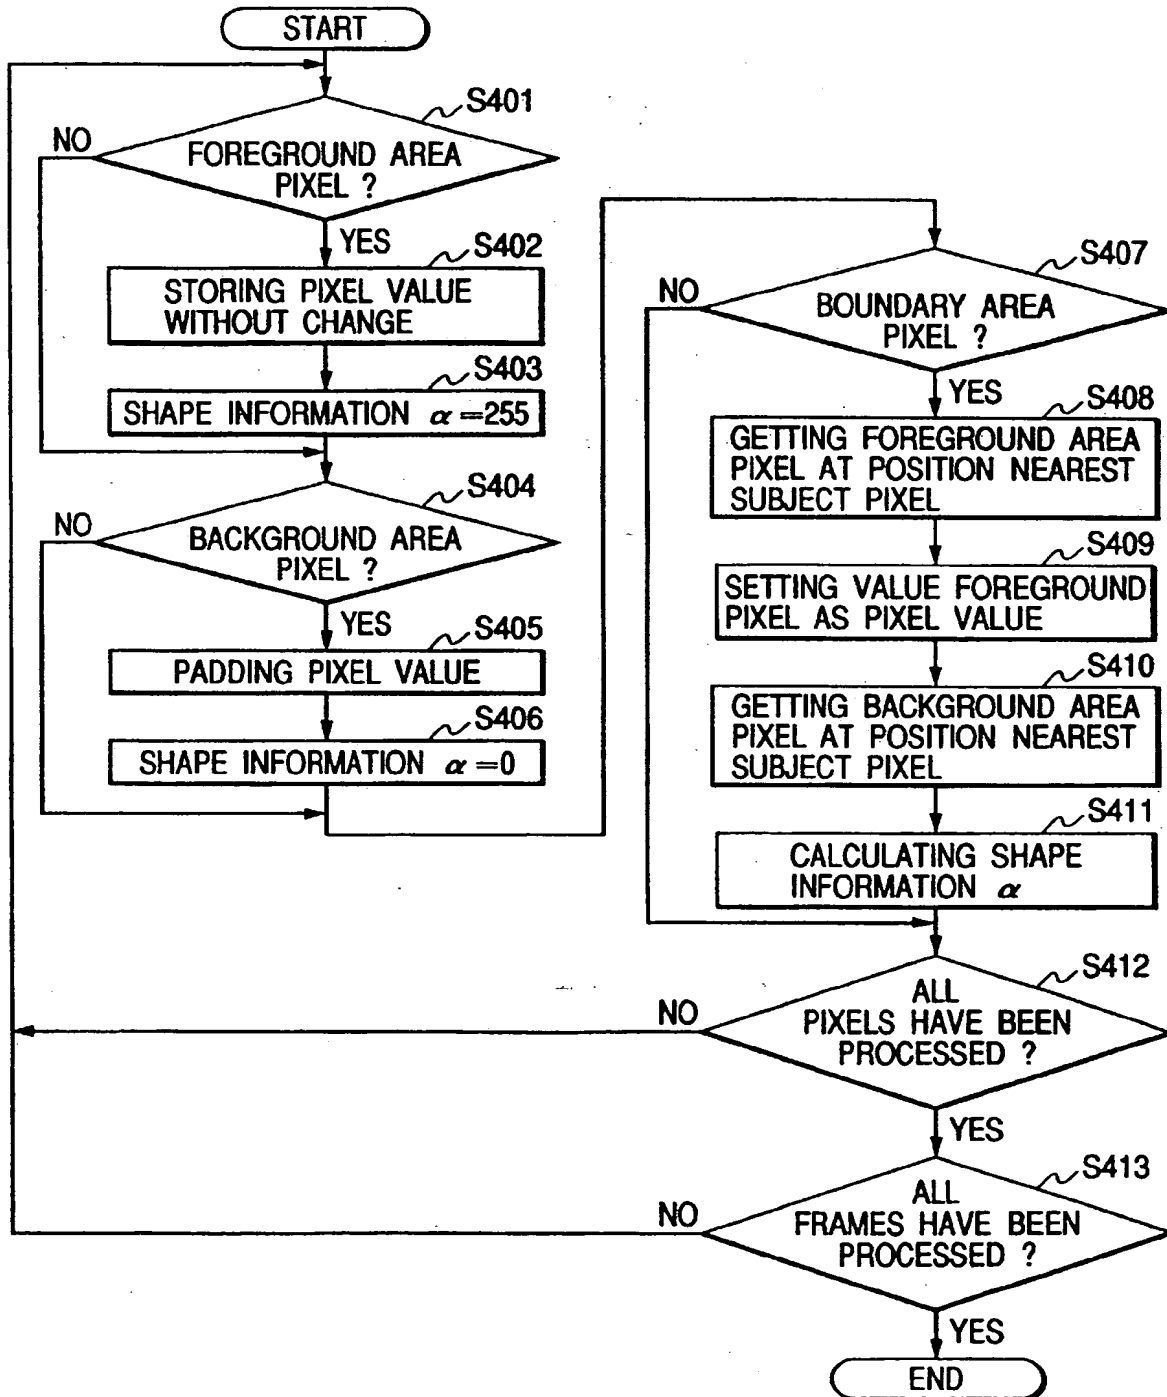 START
S401
NO
FOREGROUND AREA
PIXEL ?
YES
S402
STORING PIXEL VALUE
WITHOUT CHANGE
S403
SHAPE INFORMATION α=255
S404
NO
BACKGROUND AREA
PIXEL ?
YES
S405
PADDING PIXEL VALUE
S406
SHAPE INFORMATION α=0
S407
NO
BOUNDARY AREA
PIXEL ?
YES
S408
GETTING FOREGROUND AREA
PIXEL AT POSITION NEAREST
SUBJECT PIXEL
S409
SETTING VALUE FOREGROUND
PIXEL AS PIXEL VALUE
S410
GETTING BACKGROUND AREA
PIXEL AT POSITION NEAREST
SUBJECT PIXEL
S411
CALCULATING SHAPE
INFORMATION α
S412
NO
ALL
PIXELS HAVE BEEN
PROCESSED ?
YES
S413
NO
ALL
FRAMES HAVE BEEN
PROCESSED ?
YES
END